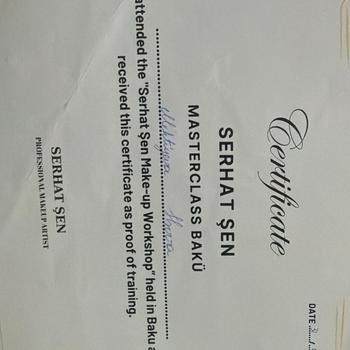 Certificate
DATE
SERHAT ŞEN
MASTERCLASS BAKÜ
attended the "Serhat Şen Make-up Workshop" held in Baku a
received this certificate as proof of training.
SERHAT ŞEN
PROFESSIONAL MAKEUP ARTIST